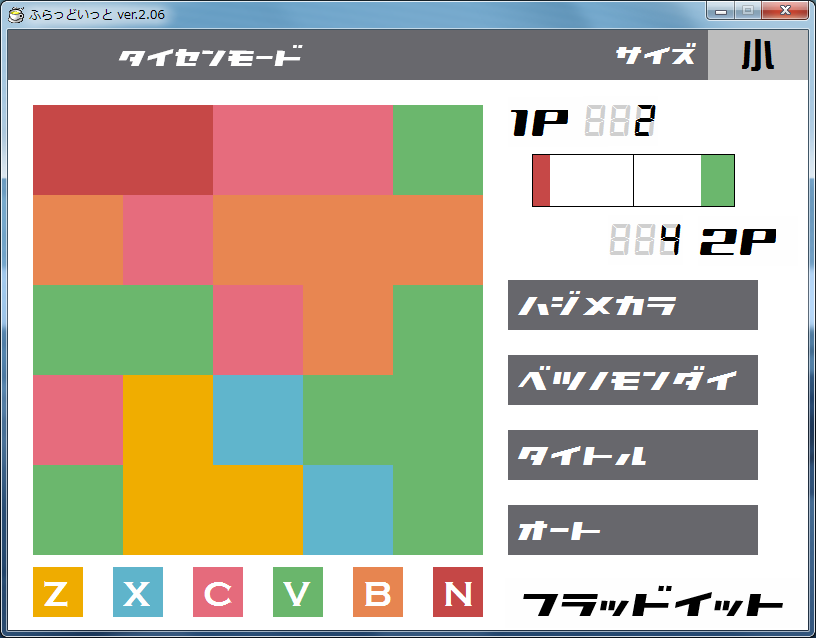 ふらっどいっと ver.2.06
タイセンモード
サイズ 小
1P 2
4 2P
ハジメカラ
ベツノモンダイ
タイトル
オート
Z X C V B N
フラッドイット